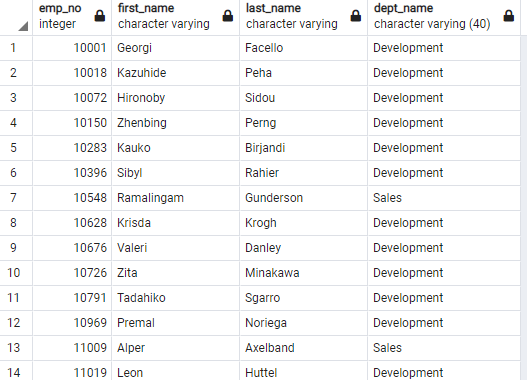 emp_no first_name last_name dept_name
integer character varying character varying character varying (40)
1 10001 Georgi Facello Development
2 10018 Kazuhide Peha Development
3 10072 Hironoby Sidou Development
4 10150 Zhenbing Perng Development
5 10283 Kauko Birjandi Development
6 10396 Sibyl Rahier Development
7 10548 Ramalingam Gunderson Sales
8 10628 Krisda Krogh Development
9 10676 Valeri Danley Development
10 10726 Zita Minakawa Development
11 10791 Tadahiko Sgarro Development
12 10969 Premal Noriega Development
13 11009 Alper Axelband Sales
14 11019 Leon Huttel Development